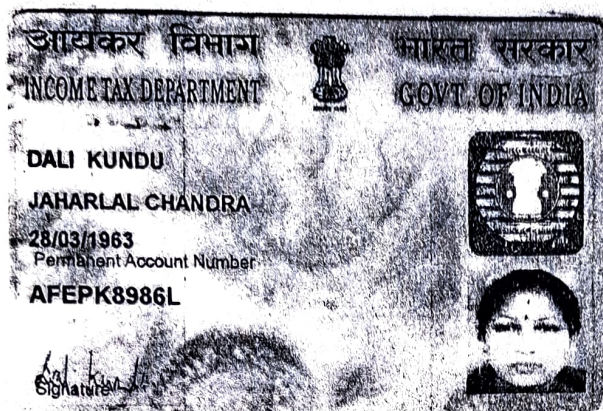 आयकर विभाग
भारत सरकार
INCOME TAX DEPARTMENT
GOVT. OF INDIA
DALI KUNDU
JAHARLAL CHANDRA
28/03/1963
Permanent Account Number
AFEPK8986L
Signature